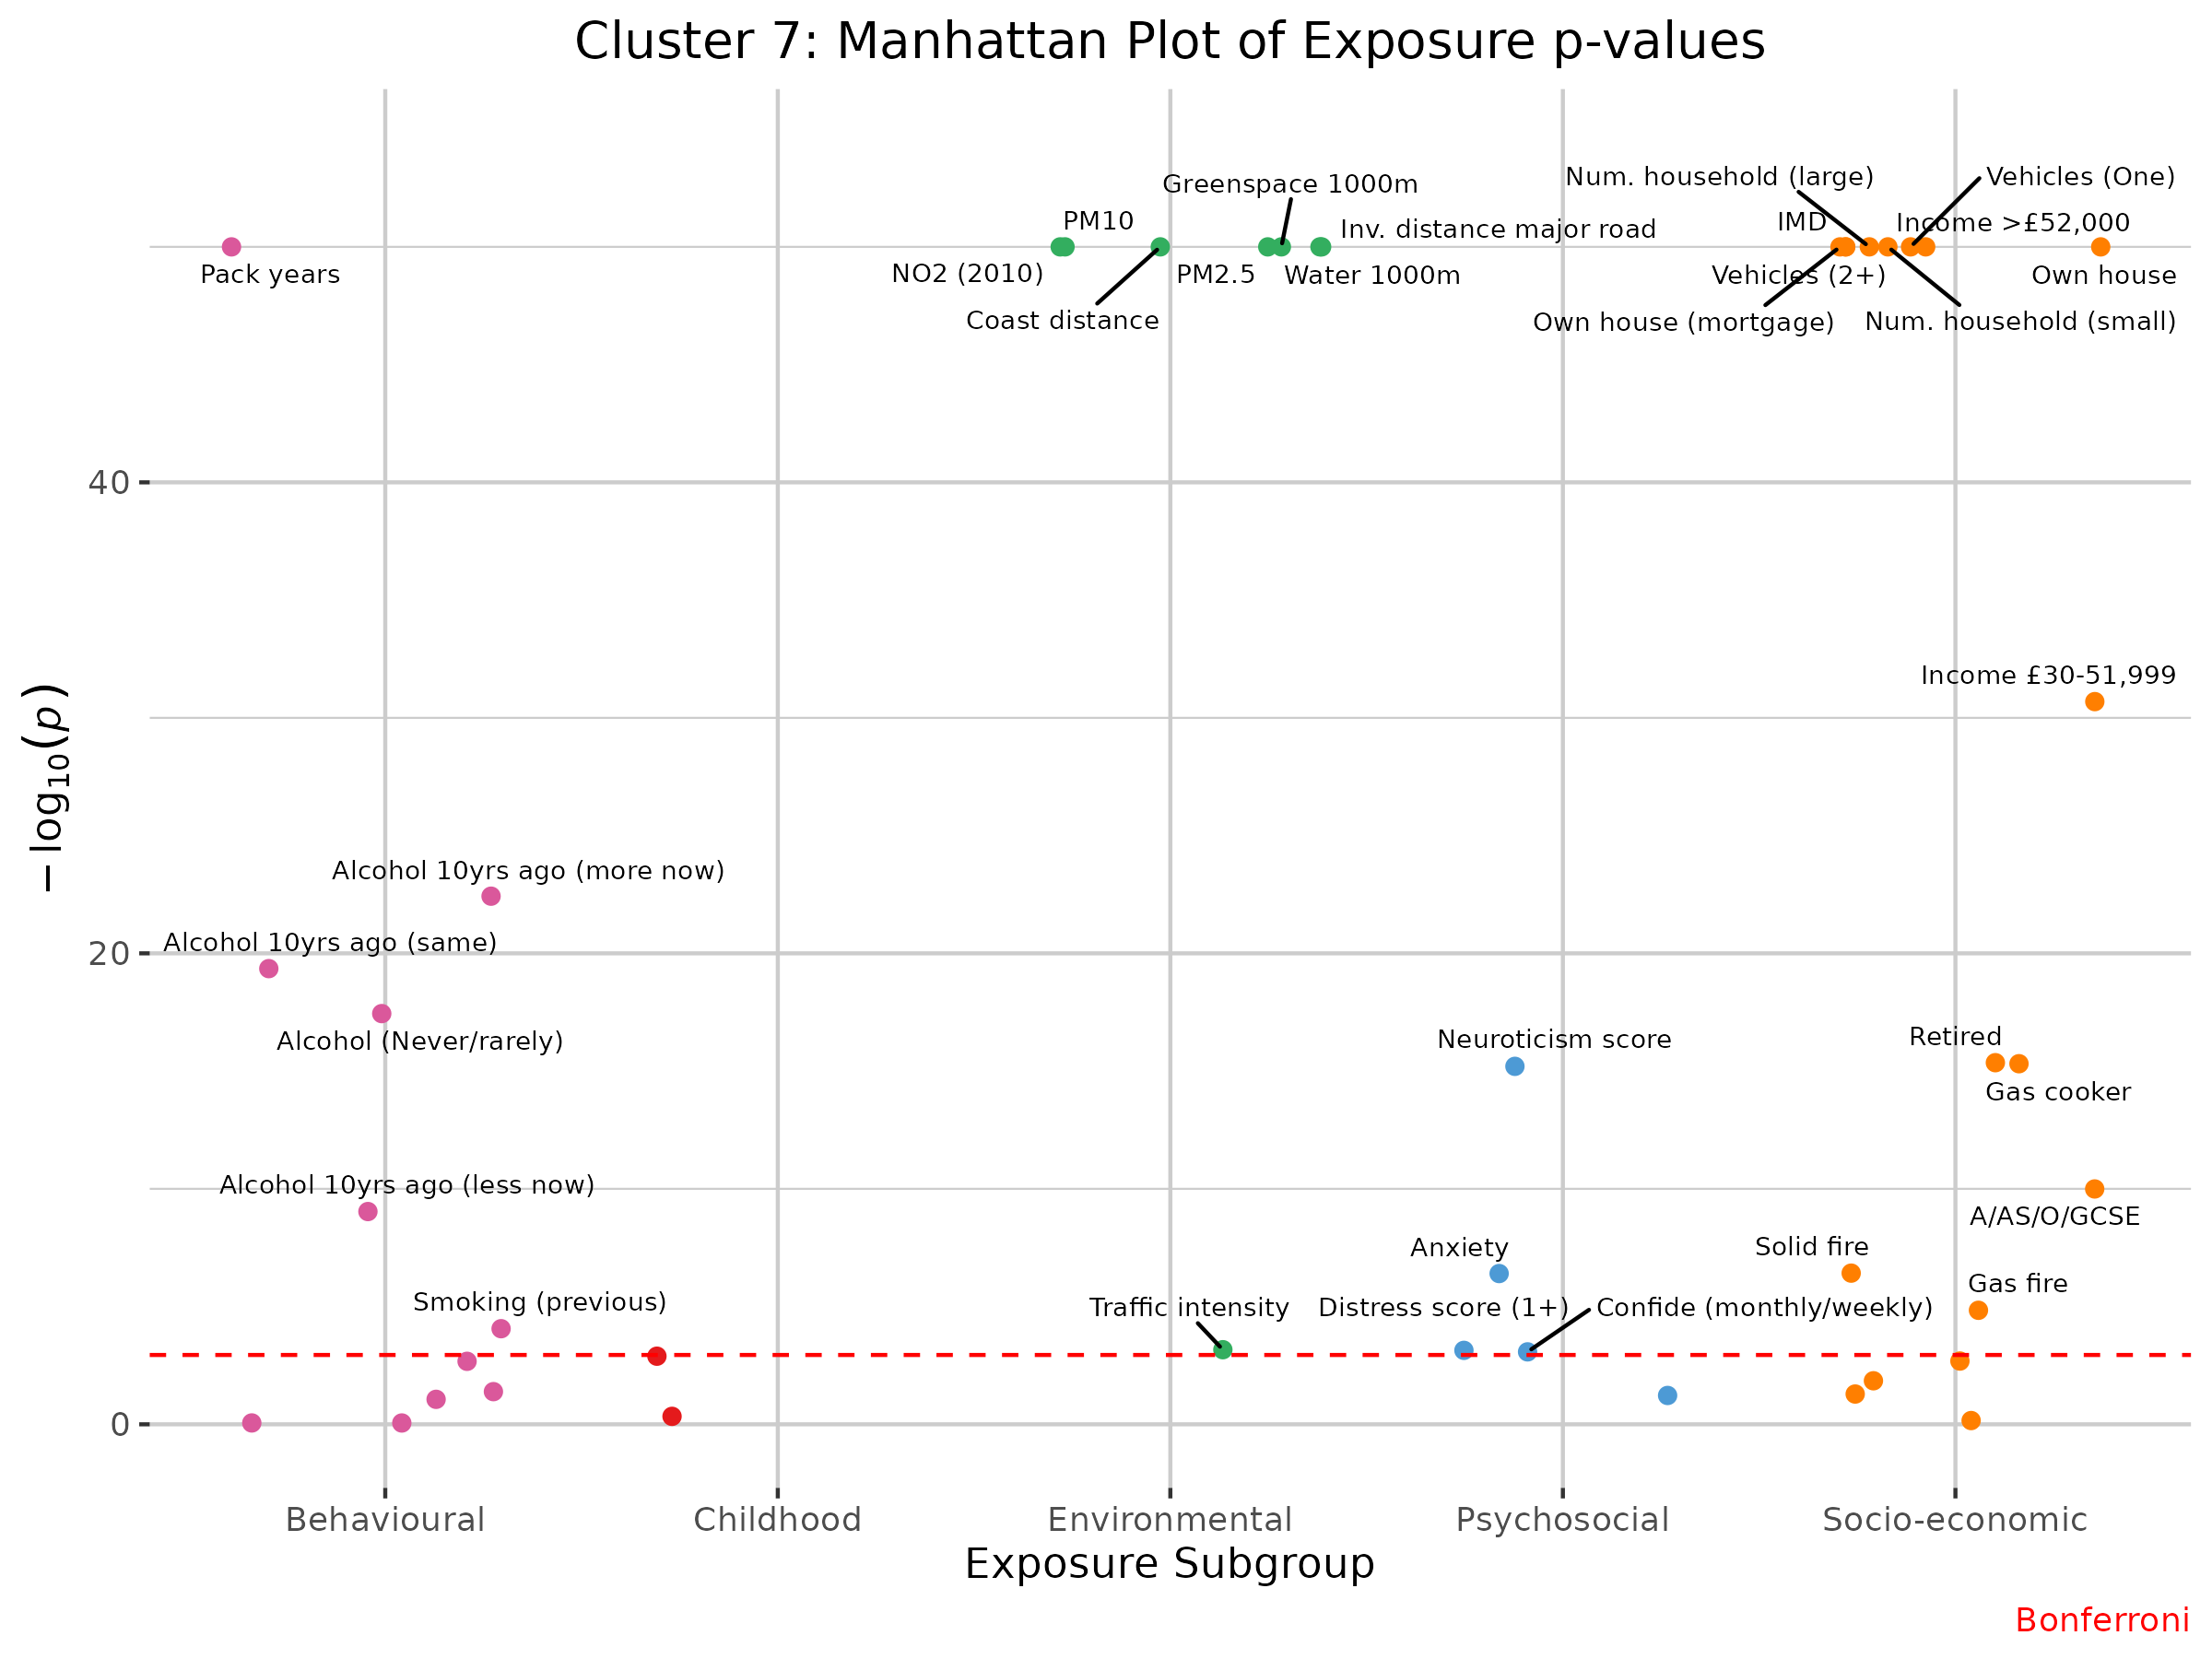 Cluster 7: Manhattan Plot of Exposure p-values
Num. household (large)
Vehicles (One)
Greenspace 1000m
PM10
IMD
Income >£52,000
Inv. distance major road
Pack years
NO2 (2010)
PM2.5
Water 1000m
Vehicles (2+)
Own house
Coast distance
Own house (mortgage)
Num. household (small)
40
Income £30-51,999
−log10(p)
Alcohol 10yrs ago (more now)
Alcohol 10yrs ago (same)
20
Alcohol (Never/rarely)
Neuroticism score
Retired
Gas cooker
Alcohol 10yrs ago (less now)
A/AS/O/GCSE
Anxiety
Solid fire
Gas fire
Smoking (previous)
Traffic intensity
Distress score (1+)
Confide (monthly/weekly)
0
Behavioural
Childhood
Environmental
Psychosocial
Socio-economic
Exposure Subgroup
Bonferroni